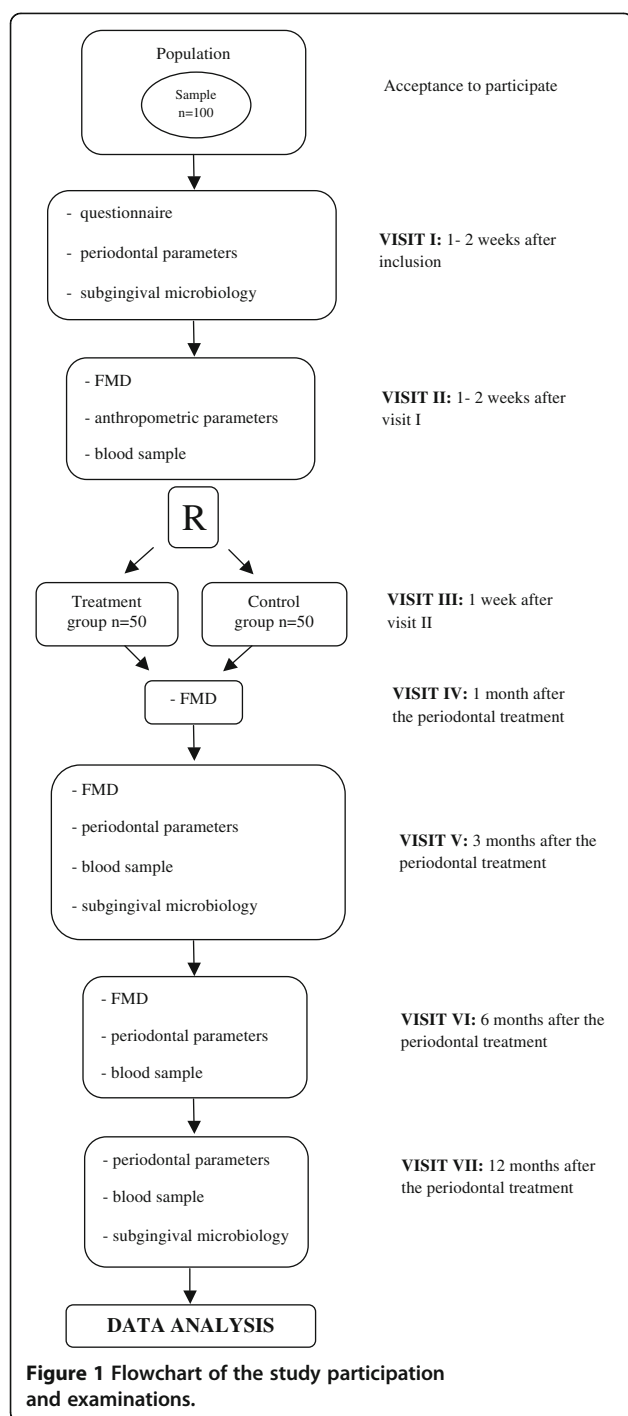 Population
Sample
n=100
Acceptance to participate
- questionnaire
- periodontal parameters
- subgingival microbiology
VISIT I: 1- 2 weeks after
inclusion
- FMD
- anthropometric parameters
- blood sample
VISIT II: 1- 2 weeks after
visit I
R
Treatment
group n=50
Control
group n=50
VISIT III: 1 week after
visit II
- FMD
VISIT IV: 1 month after
the periodontal treatment
- FMD
- periodontal parameters
- blood sample
- subgingival microbiology
VISIT V: 3 months after the
periodontal treatment
- FMD
- periodontal parameters
- blood sample
VISIT VI: 6 months after the
periodontal treatment
- periodontal parameters
- blood sample
- subgingival microbiology
VISIT VII: 12 months after
the periodontal treatment
DATA ANALYSIS
Figure 1 Flowchart of the study participation
and examinations.